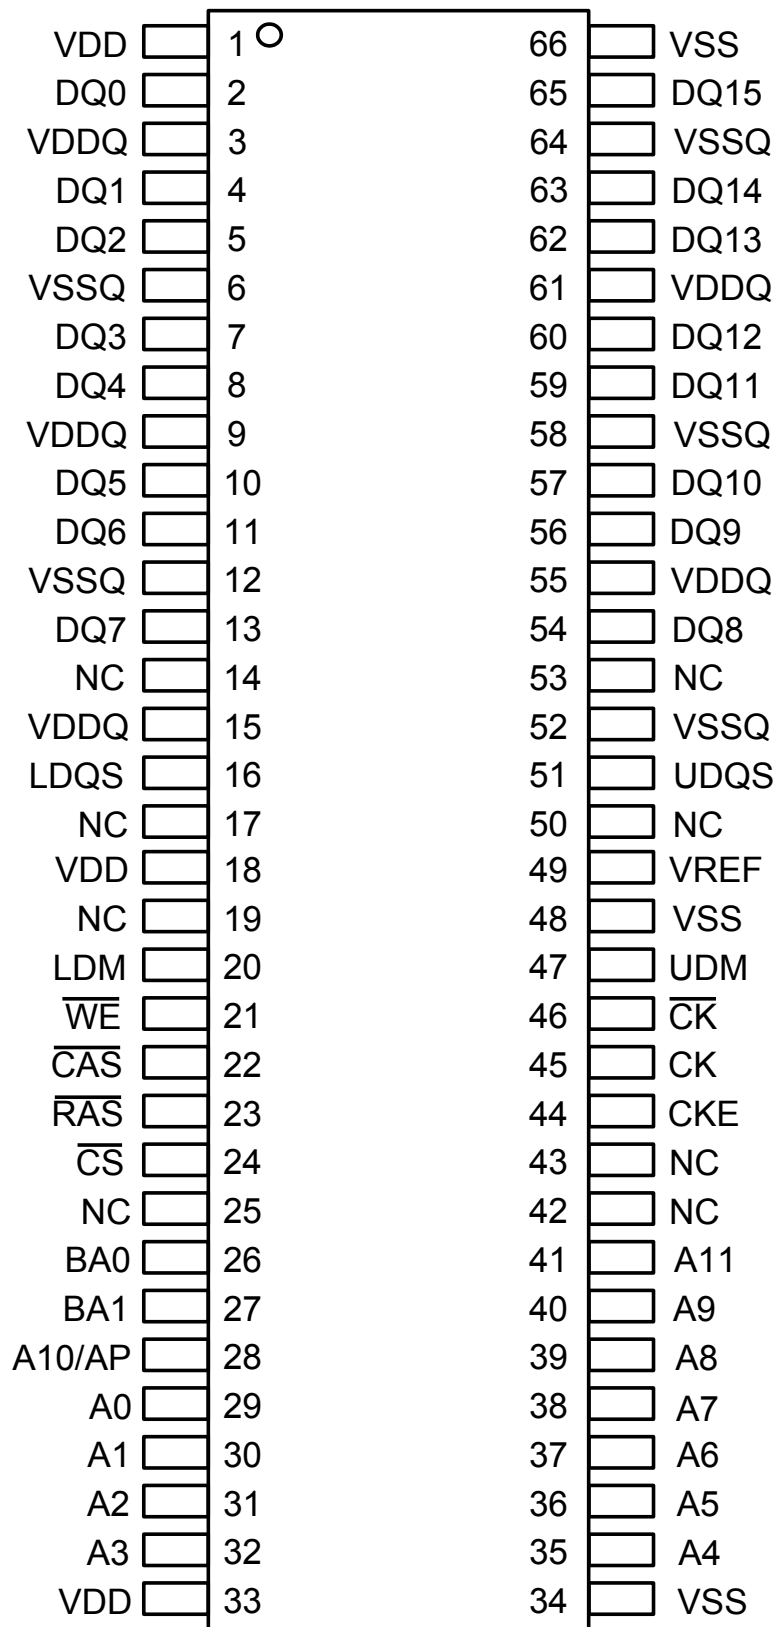 VDD 1 66 VSS
DQ0 2 65 DQ15
VDDQ 3 64 VSSQ
DQ1 4 63 DQ14
DQ2 5 62 DQ13
VSSQ 6 61 VDDQ
DQ3 7 60 DQ12
DQ4 8 59 DQ11
VDDQ 9 58 VSSQ
DQ5 10 57 DQ10
DQ6 11 56 DQ9
VSSQ 12 55 VDDQ
DQ7 13 54 DQ8
NC 14 53 NC
VDDQ 15 52 VSSQ
LDQS 16 51 UDQS
NC 17 50 NC
VDD 18 49 VREF
NC 19 48 VSS
LDM 20 47 UDM
W̅E̅ 21 46 C̅K̅
C̅A̅S̅ 22 45 CK
R̅A̅S̅ 23 44 CKE
C̅S̅ 24 43 NC
NC 25 42 NC
BA0 26 41 A11
BA1 27 40 A9
A10/AP 28 39 A8
A0 29 38 A7
A1 30 37 A6
A2 31 36 A5
A3 32 35 A4
VDD 33 34 VSS